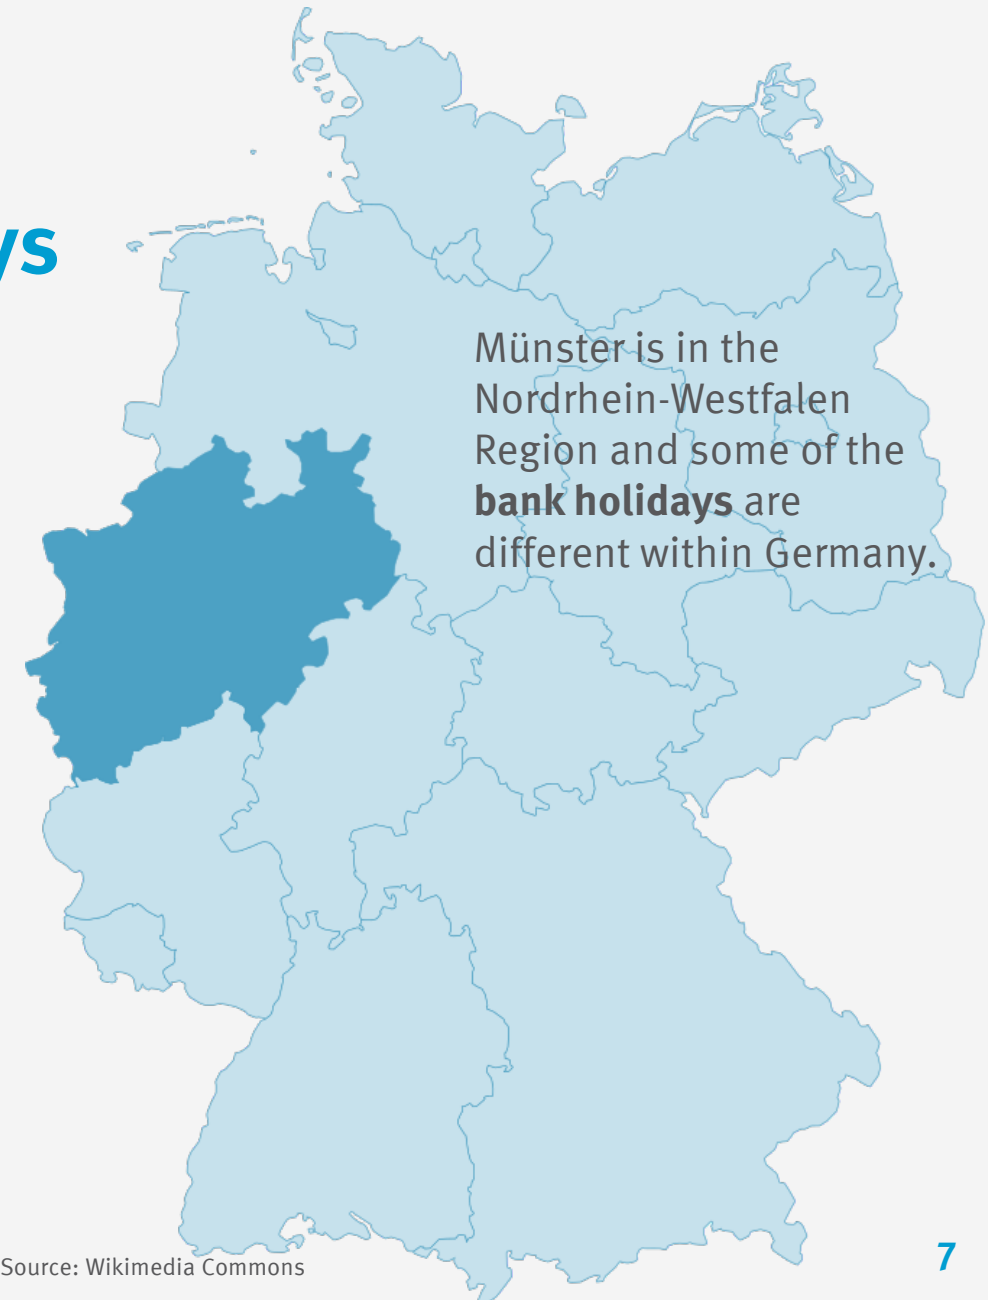 ys
Münster is in the
Nordrhein-Westfalen
Region and some of the
bank holidays are
different within Germany.
Source: Wikimedia Commons
7